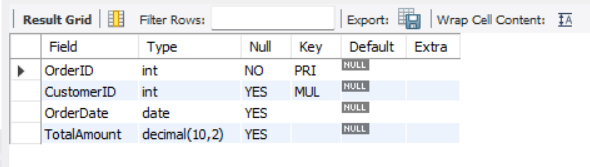 Result Grid Filter Rows: Export: Wrap Cell Content: IA
Field Type Null Key Default Extra
OrderID int NO PRI NULL
CustomerID int YES MUL NULL
OrderDate date YES NULL
TotalAmount decimal(10,2) YES NULL